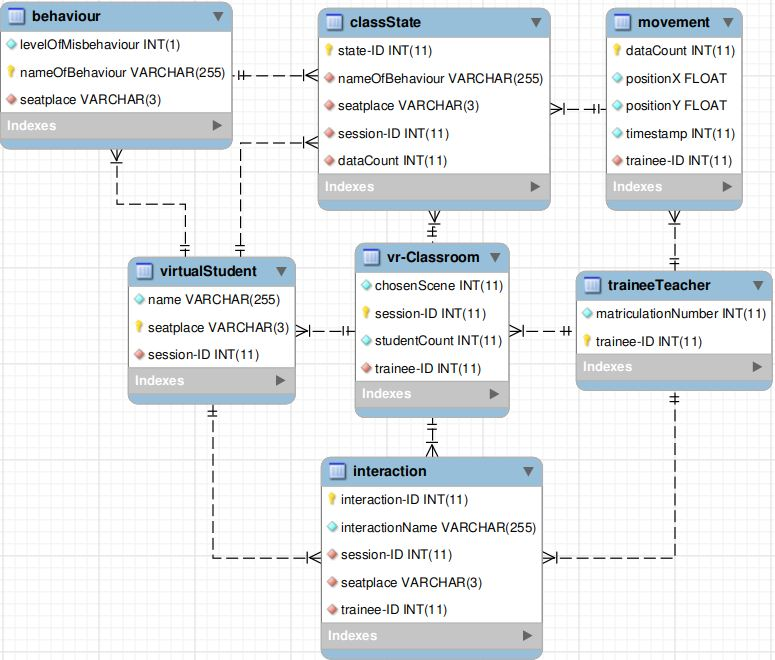 behaviour
levelOfMisbehaviour INT(1)
nameOfBehaviour VARCHAR(255)
seatplace VARCHAR(3)
Indexes
classState
state-ID INT(11)
nameOfBehaviour VARCHAR(255)
seatplace VARCHAR(3)
session-ID INT(11)
dataCount INT(11)
Indexes
movement
dataCount INT(11)
positionX FLOAT
positionY FLOAT
timestamp INT(11)
trainee-ID INT(11)
Indexes
virtualStudent
name VARCHAR(255)
seatplace VARCHAR(3)
session-ID INT(11)
Indexes
vr-Classroom
chosenScene INT(11)
session-ID INT(11)
studentCount INT(11)
trainee-ID INT(11)
Indexes
traineeTeacher
matriculationNumber INT(11)
trainee-ID INT(11)
Indexes
interaction
interaction-ID INT(11)
interactionName VARCHAR(255)
session-ID INT(11)
seatplace VARCHAR(3)
trainee-ID INT(11)
Indexes